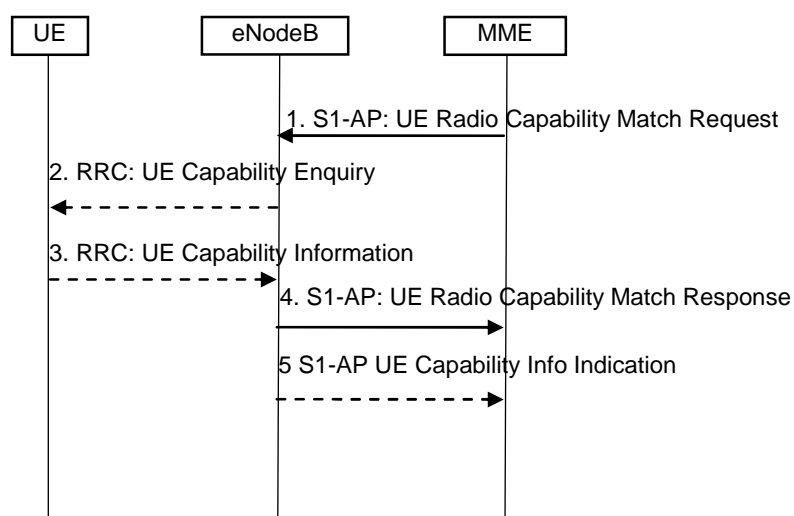 UE
eNodeB
MME
1. S1-AP: UE Radio Capability Match Request
2. RRC: UE Capability Enquiry
3. RRC: UE Capability Information
4. S1-AP: UE Radio Capability Match Response
5 S1-AP UE Capability Info Indication